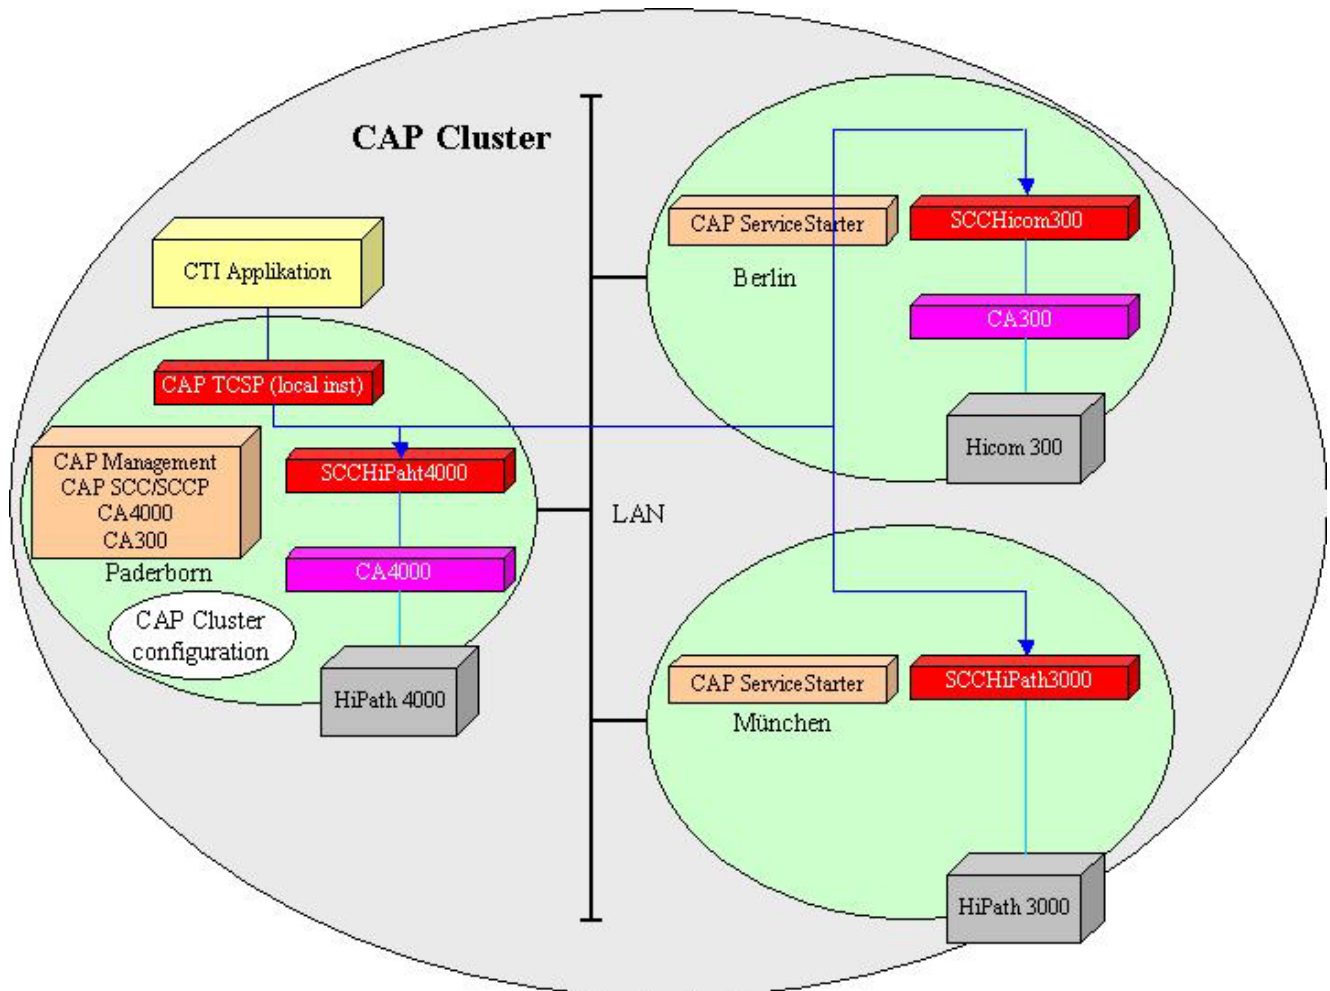 CAP Cluster
CTI Applikation
CAP TCSP (local inst)
CAP Management
CAP SCC/SCCP
CA4000
CA300
Paderborn
CAP Cluster
configuration
SCCHiPaht4000
CA4000
HiPath 4000
LAN
CAP ServiceStarter
Berlin
SCCHicom300
CA300
Hicom 300
CAP ServiceStarter
München
SCCHiPath3000
HiPath 3000